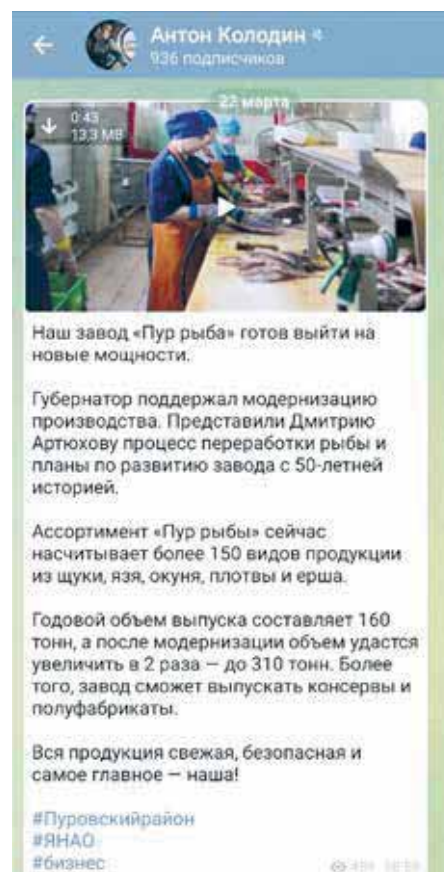 Антон Колодин
936 подписчиков
22 марта
0:43
13,3 MB
Наш завод «Пур рыба» готов выйти на
новые мощности.
Губернатор поддержал модернизацию
производства. Представили Дмитрию
Артюхову процесс переработки рыбы и
планы по развитию завода с 50-летней
историей.
Ассортимент «Пур рыбы» сейчас
насчитывает более 150 видов продукции
из щуки, язя, окуня, плотвы и ерша.
Годовой объем выпуска составляет 160
тонн, а после модернизации объем удастся
увеличить в 2 раза — до 310 тонн. Более
того, завод сможет выпускать консервы и
полуфабрикаты.
Вся продукция свежая, безопасная и
самое главное — наша!
#Пуровскийрайон
#ЯНАО
#бизнес